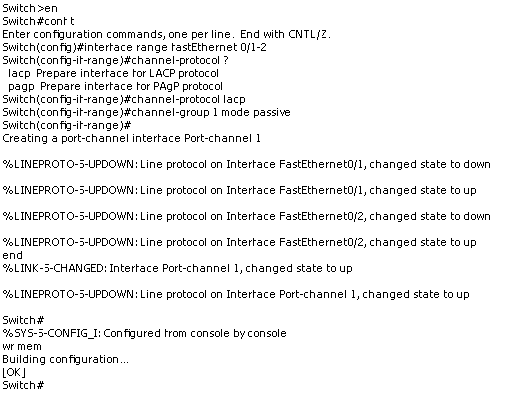 Switch>en
Switch#conf t
Enter configuration commands, one per line. End with CNTL/Z.
Switch(config)#interface range fastEthernet 0/1-2
Switch(config-if-range)#channel-protocol ?
lacp Prepare interface for LACP protocol
pagp Prepare interface for PAgP protocol
Switch(config-if-range)#channel-protocol lacp
Switch(config-if-range)#channel-group 1 mode passive
Switch(config-if-range)#
Creating a port-channel interface Port-channel 1
%LINEPROTO-5-UPDOWN: Line protocol on Interface FastEthernet0/1, changed state to down
%LINEPROTO-5-UPDOWN: Line protocol on Interface FastEthernet0/1, changed state to up
%LINEPROTO-5-UPDOWN: Line protocol on Interface FastEthernet0/2, changed state to down
%LINEPROTO-5-UPDOWN: Line protocol on Interface FastEthernet0/2, changed state to up
end
%LINK-5-CHANGED: Interface Port-channel 1, changed state to up
%LINEPROTO-5-UPDOWN: Line protocol on Interface Port-channel 1, changed state to up
Switch#
%SYS-5-CONFIG_I: Configured from console by console
wr mem
Building configuration...
[OK]
Switch#